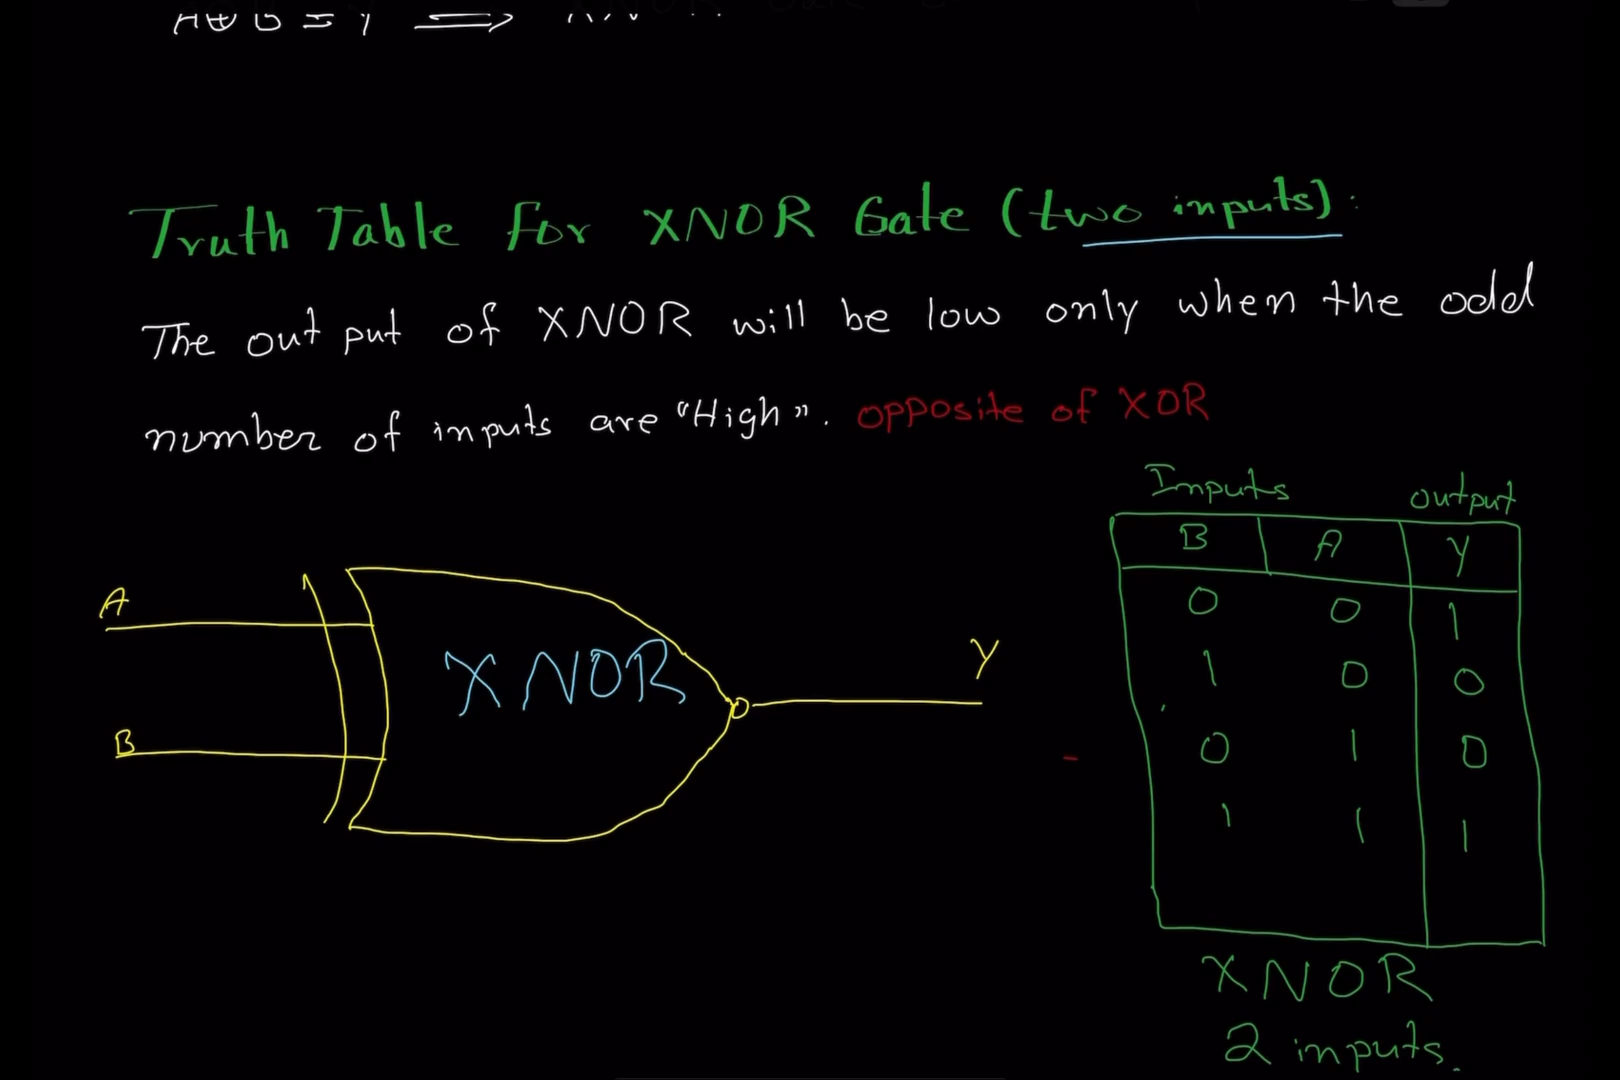 Truth Table for XNOR Gate (two inputs):
The output of XNOR will be low only when the odd
number of inputs are "High". opposite of XOR
Inputs output
B A Y
0 0 1
1 0 0
0 1 0
1 1 1
XNOR
2 inputs.
A
B
XNOR
Y